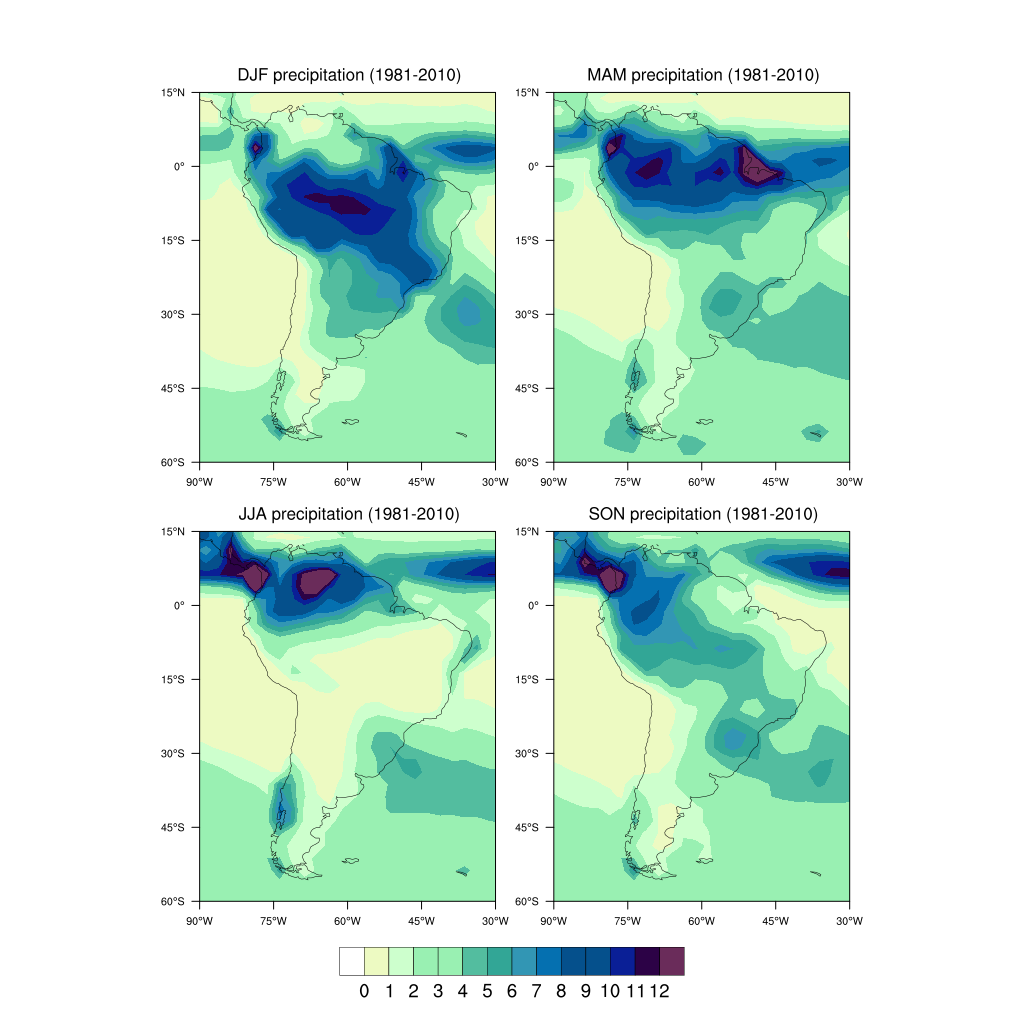 DJF precipitation (1981-2010) MAM precipitation (1981-2010)
15°N 15°N
0° 0°
15°S 15°S
30°S 30°S
45°S 45°S
60°S 60°S
90°W 75°W 60°W 45°W 30°W 90°W 75°W 60°W 45°W 30°W
JJA precipitation (1981-2010) SON precipitation (1981-2010)
15°N 15°N
0° 0°
15°S 15°S
30°S 30°S
45°S 45°S
60°S 60°S
90°W 75°W 60°W 45°W 30°W 90°W 75°W 60°W 45°W 30°W
0 1 2 3 4 5 6 7 8 9 10 11 12